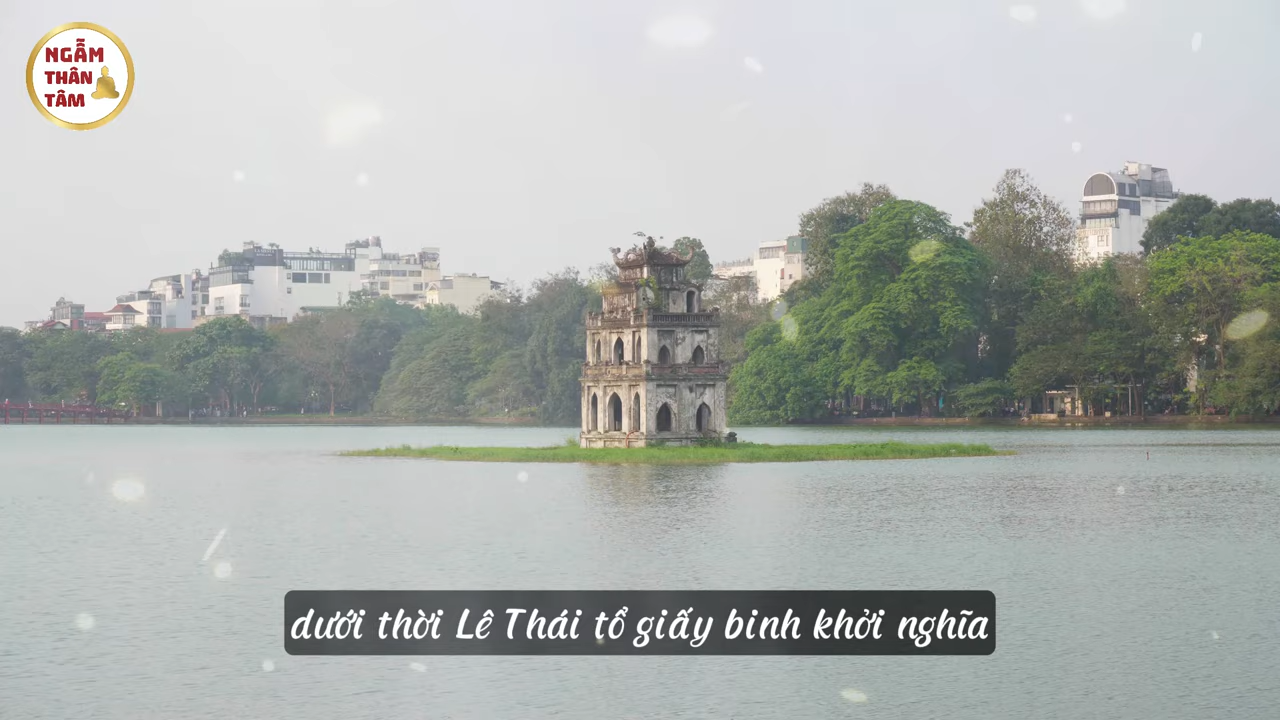 NGẪM
THÂN
TÂM
dưới thời Lê Thái tổ giấy binh khởi nghĩa